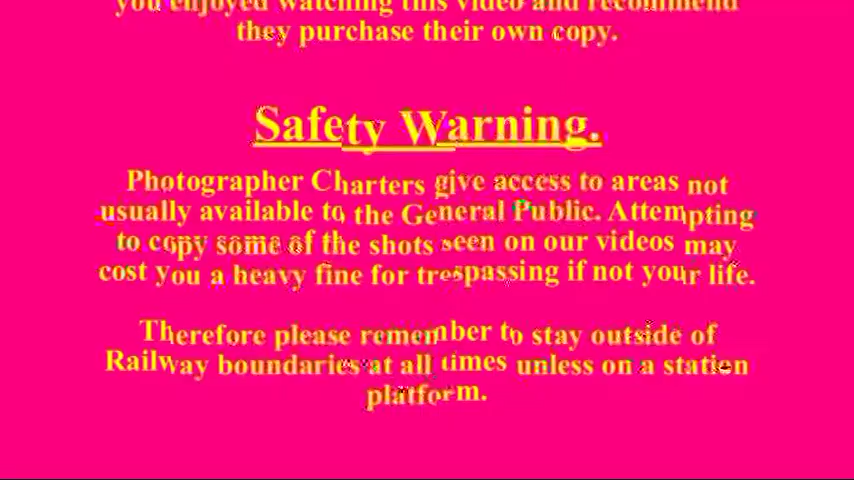 you enjoyed watching this video and recommend
they purchase their own copy.
Safety Warning.
Photographer Charters give access to areas not
usually available to the General Public. Attempting
to copy some of the shots seen on our videos may
cost you a heavy fine for trespassing if not your life.
Therefore please remember to stay outside of
Railway boundaries at all times unless on a station
platform.